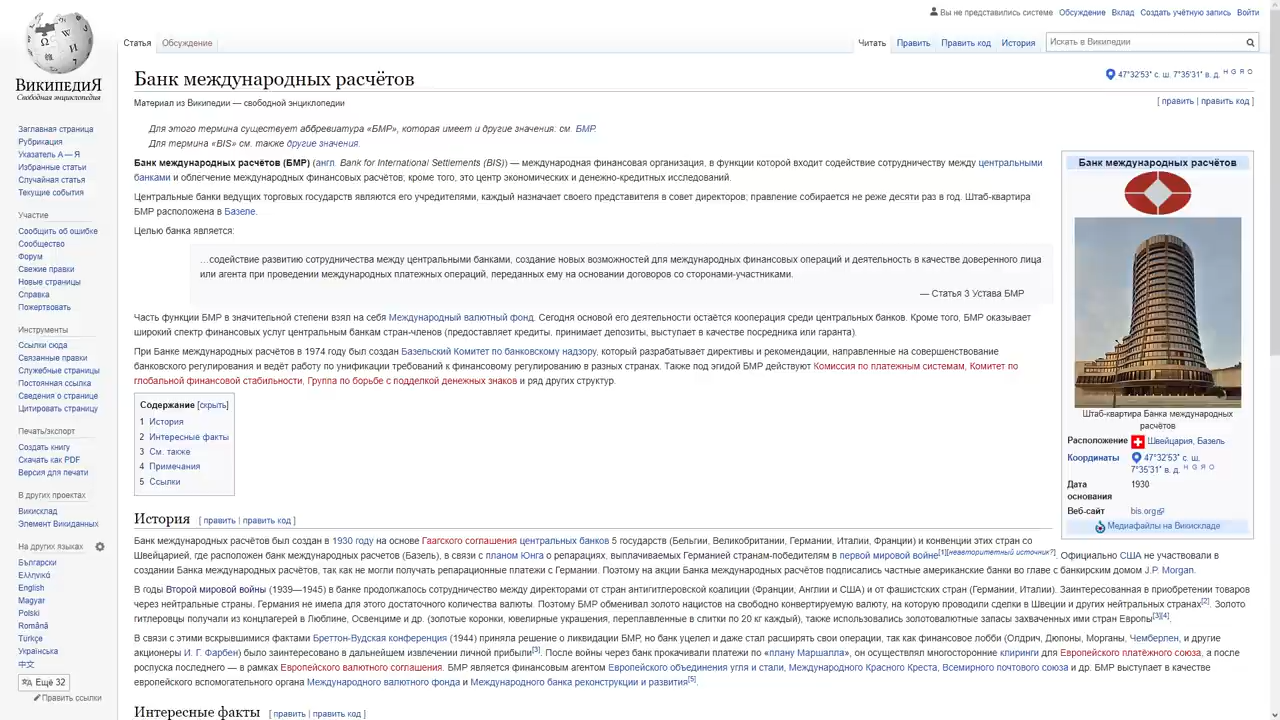 Вы не представились системе Обсуждение Вклад Создать учётную запись Войти
Статья Обсуждение Читать Править Править код История Искать в Википедии
ВИКИПЕДИЯ
Свободная энциклопедия
Заглавная страница
Рубрикация
Указатель А — Я
Избранные статьи
Случайная статья
Текущие события
Участие
Сообщить об ошибке
Сообщество
Форум
Свежие правки
Новые страницы
Справка
Пожертвовать
Инструменты
Ссылки сюда
Связанные правки
Служебные страницы
Постоянная ссылка
Сведения о странице
Цитировать страницу
Печать/экспорт
Создать книгу
Скачать как PDF
Версия для печати
В других проектах
Викисклад
Элемент Викиданных
На других языках
Български
Ελληνικά
English
Magyar
Polski
Română
Türkçe
Українська
中文
Ещё 32
Править ссылки
Банк международных расчётов
47°32′53″ с. ш. 7°35′31″ в. д. H G Я O
Материал из Википедии — свободной энциклопедии
[ править | править код ]
Для этого термина существует аббревиатура «БМР», которая имеет и другие значения: см. БМР.
Для термина «BIS» см. также другие значения.
Банк международных расчётов (БМР) (англ. Bank for International Settlements (BIS)) — международная финансовая организация, в функции которой входит содействие сотрудничеству между центральными
банками и облегчение международных финансовых расчётов; кроме того, это центр экономических и денежно-кредитных исследований.
Центральные банки ведущих торговых государств являются его учредителями, каждый назначает своего представителя в совет директоров; правление собирается не реже десяти раз в год. Штаб-квартира
БМР расположена в Базеле.
Целью банка является:
…содействие развитию сотрудничества между центральными банками, создание новых возможностей для международных финансовых операций и деятельность в качестве доверенного лица
или агента при проведении международных платежных операций, переданных ему на основании договоров со сторонами-участниками.
— Статья 3 Устава БМР
Часть функции БМР в значительной степени взял на себя Международный валютный фонд. Сегодня основой его деятельности остаётся кооперация среди центральных банков. Кроме того, БМР оказывает
широкий спектр финансовых услуг центральным банкам стран-членов (предоставляет кредиты, принимает депозиты, выступает в качестве посредника или гаранта).
При Банке международных расчётов в 1974 году был создан Базельский Комитет по банковскому надзору, который разрабатывает директивы и рекомендации, направленные на совершенствование
банковского регулирования и ведёт работу по унификации требований к финансовому регулированию в разных странах. Также под эгидой БМР действуют Комиссия по платежным системам, Комитет по
глобальной финансовой стабильности, Группа по борьбе с подделкой денежных знаков и ряд других структур.
Содержание [скрыть]
1 История
2 Интересные факты
3 См. также
4 Примечания
5 Ссылки
Банк международных расчётов
Штаб-квартира Банка международных
расчётов
Расположение Швейцария, Базель
Координаты 47°32′53″ с. ш.
7°35′31″ в. д. H G Я O
Дата 1930
основания
Веб-сайт bis.org
Медиафайлы на Викискладе
История [ править | править код ]
Банк международных расчётов был создан в 1930 году на основе Гаагского соглашения центральных банков 5 государств (Бельгии, Великобритании, Германии, Италии, Франции) и конвенции этих стран со
Швейцарией, где расположен банк международных расчетов (Базель), в связи с планом Юнга о репарациях, выплачиваемых Германией странам-победителям в первой мировой войне[1][неавторитетный источник?]. Официально США не участвовали в
создании Банка международных расчётов, так как не могли получать репарационные платежи с Германии. Поэтому на акции Банка международных расчётов подписались частные американские банки во главе с банкирским домом J.P. Morgan.
В годы Второй мировой войны (1939—1945) в банке продолжалось сотрудничество между директорами от стран антигитлеровской коалиции (Франции, Англии и США) и от фашистских стран (Германии, Италии). Заинтересованная в приобретении товаров
через нейтральные страны, Германия не имела для этого достаточного количества валюты. Поэтому БМР обменивал золото нацистов на свободно конвертируемую валюту, на которую проводили сделки в Швеции и других нейтральных странах[2]. Золото
гитлеровцы получали из концлагерей в Люблине, Освенциме и др. (золотые коронки, ювелирные украшения, переплавленные в слитки по 20 кг каждый), также использовались золотовалютные запасы захваченных ими стран Европы[3][4].
В связи с этими вскрывшимися фактами Бреттон-Вудская конференция (1944) приняла решение о ликвидации БМР, но банк уцелел и даже стал расширять свои операции, так как финансовое лобби (Олдрич, Дюпоны, Морганы, Чемберлен, и другие
акционеры И. Г. Фарбен) было заинтересовано в дальнейшем извлечении личной прибыли[3]. После войны через банк прокачивали платежи по «плану Маршалла», он осуществлял многосторонние клиринги для Европейского платёжного союза, а после
роспуска последнего — в рамках Европейского валютного соглашения. БМР является финансовым агентом Европейского объединения угля и стали, Международного Красного Креста, Всемирного почтового союза и др. БМР выступает в качестве
европейского вспомогательного органа Международного валютного фонда и Международного банка реконструкции и развития[5].
Интересные факты [ править | править код ]